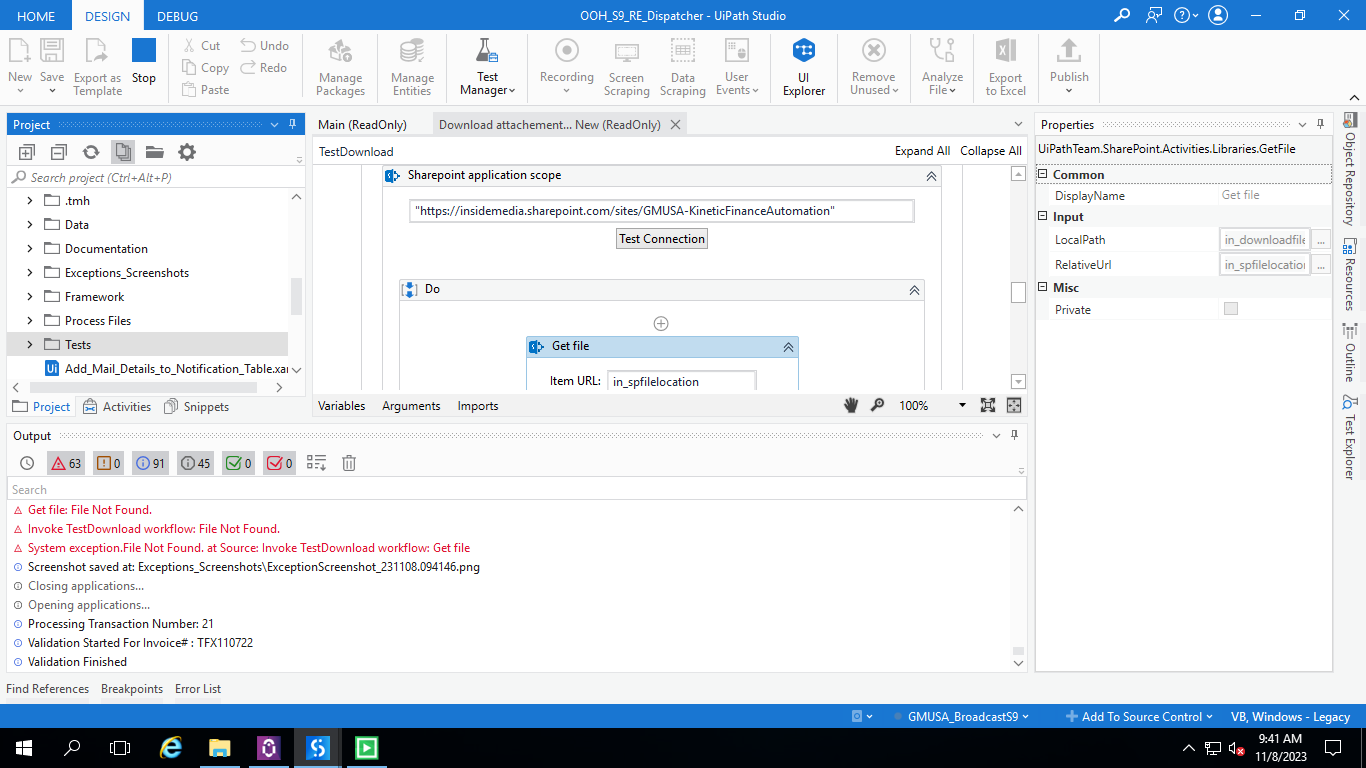 HOME DESIGN DEBUG OOH_S9_RE_Dispatcher - UiPath Studio
New Save Export as Template Stop
Cut Undo
Copy Redo
Paste
Manage Packages
Manage Entities
Test Manager
Recording
Screen Scraping
Data Scraping
User Events
UI Explorer
Remove Unused
Analyze File
Export to Excel
Publish
Project
Search project (Ctrl+Alt+P)
.tmh
Data
Documentation
Exceptions_Screenshots
Framework
Process Files
Tests
Add_Mail_Details_to_Notification_Table.xar
Project Activities Snippets
Main (ReadOnly) Download attachement... New (ReadOnly)
TestDownload Expand All Collapse All
Sharepoint application scope
"https://insidemedia.sharepoint.com/sites/GMUSA-KineticFinanceAutomation"
Test Connection
Do
Get file
Item URL: in_spfilelocation
Variables Arguments Imports 100%
Properties
UiPathTeam.SharePoint.Activities.Libraries.GetFile
Common
DisplayName Get file
Input
LocalPath in_downloadfile ...
RelativeUrl in_spfilelocation ...
Misc
Private
Object Repository
Resources
Outline
Test Explorer
Output
63 0 91 45 0 0
Search
Get file: File Not Found.
Invoke TestDownload workflow: File Not Found.
System exception.File Not Found. at Source: Invoke TestDownload workflow: Get file
Screenshot saved at: Exceptions_Screenshots\ExceptionScreenshot_231108.094146.png
Closing applications...
Opening applications...
Processing Transaction Number: 21
Validation Started For Invoice# : TFX110722
Validation Finished
Find References Breakpoints Error List
GMUSA_BroadcastS9 Add To Source Control VB, Windows - Legacy
9:41 AM
11/8/2023